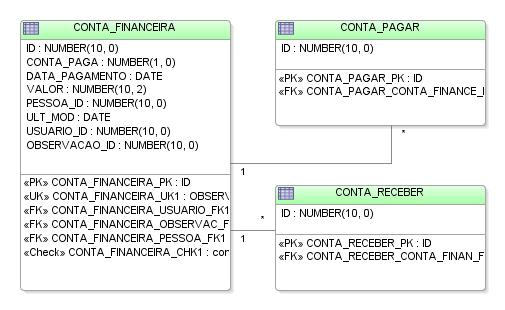 CONTA_FINANCEIRA
ID : NUMBER(10, 0)
CONTA_PAGA : NUMBER(1, 0)
DATA_PAGAMENTO : DATE
VALOR : NUMBER(10, 2)
PESSOA_ID : NUMBER(10, 0)
ULT_MOD : DATE
USUARIO_ID : NUMBER(10, 0)
OBSERVACAO_ID : NUMBER(10, 0)
«PK» CONTA_FINANCEIRA_PK : ID
«UK» CONTA_FINANCEIRA_UK1 : OBSERV
«FK» CONTA_FINANCEIRA_USUARIO_FK1
«FK» CONTA_FINANCEIRA_OBSERVAC_F
«FK» CONTA_FINANCEIRA_PESSOA_FK1
«Check» CONTA_FINANCEIRA_CHK1 : con
CONTA_PAGAR
ID : NUMBER(10, 0)
«PK» CONTA_PAGAR_PK : ID
«FK» CONTA_PAGAR_CONTA_FINANCE_I
*
1
CONTA_RECEBER
ID : NUMBER(10, 0)
«PK» CONTA_RECEBER_PK : ID
«FK» CONTA_RECEBER_CONTA_FINAN_F
*
1